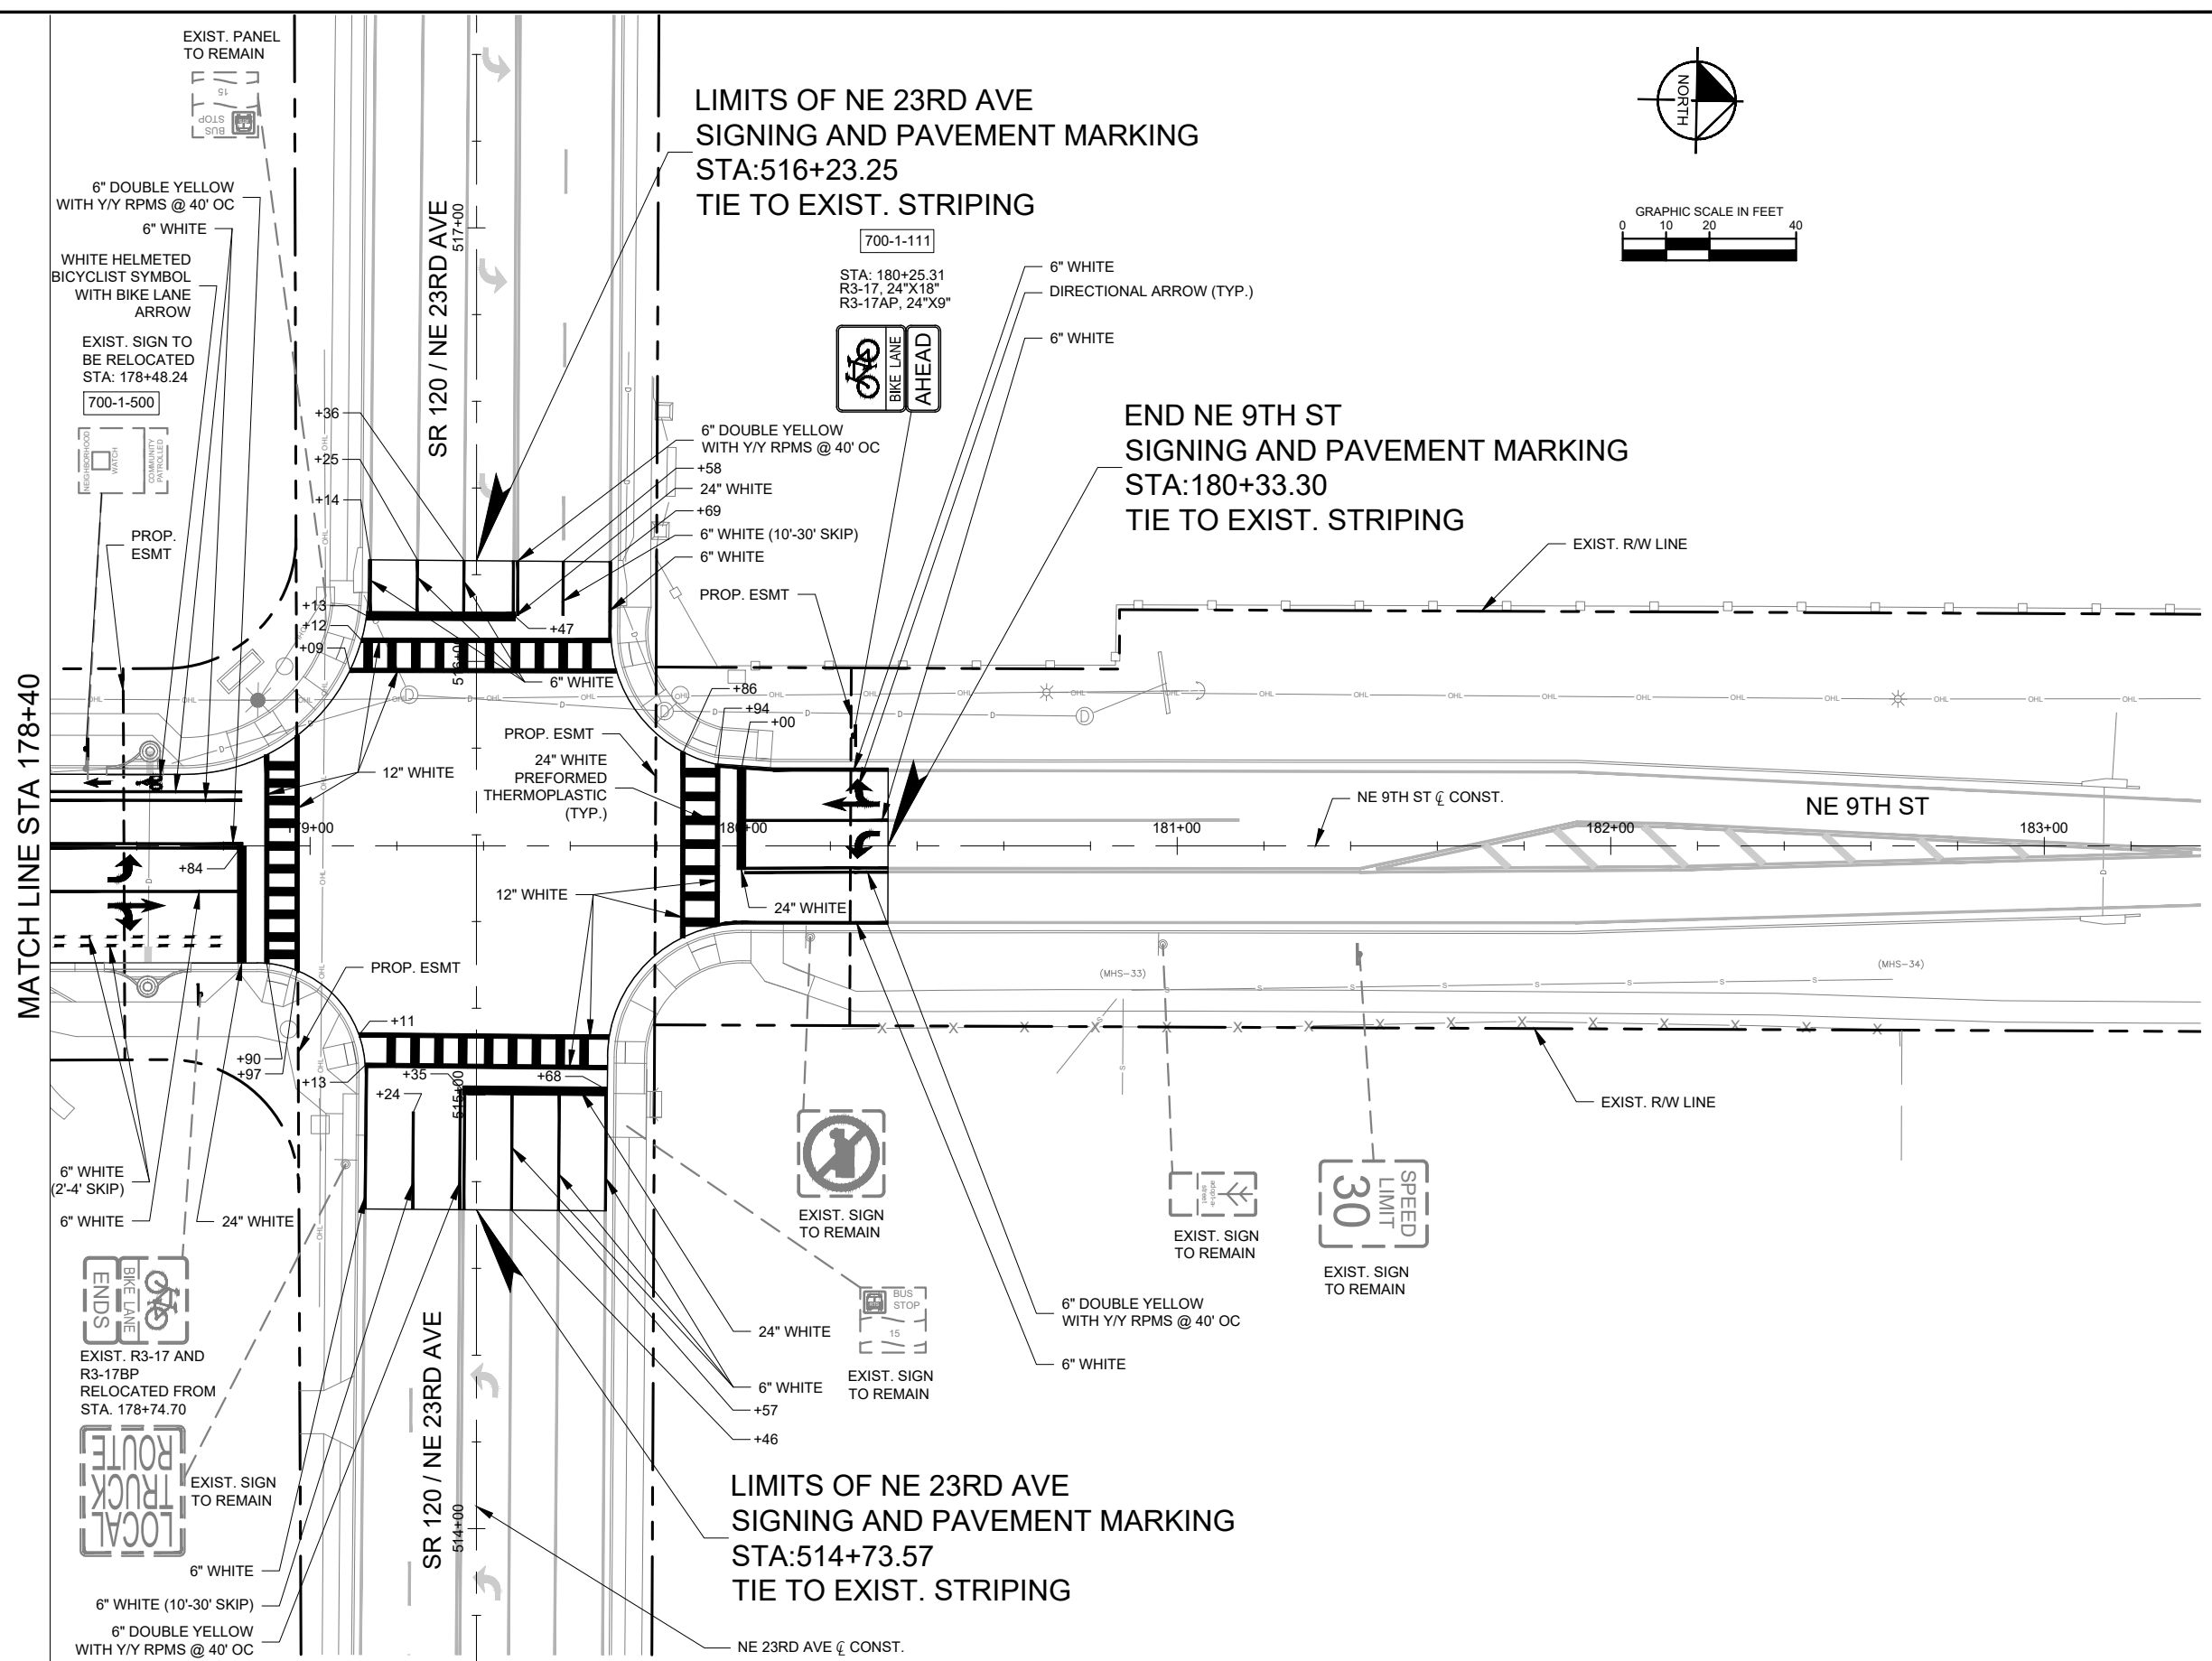 EXIST. PANEL
TO REMAIN
15
BUS
STOP
6" DOUBLE YELLOW
WITH Y/Y RPMS @ 40' OC
6" WHITE
WHITE HELMETED
BICYCLIST SYMBOL
WITH BIKE LANE
ARROW
EXIST. SIGN TO
BE RELOCATED
STA: 178+48.24
700-1-500
NEIGHBORHOOD
WATCH
COMMUNITY
PATROLLED
PROP.
ESMT
MATCH LINE STA 178+40
SR 120 / NE 23RD AVE
517+00
LIMITS OF NE 23RD AVE
SIGNING AND PAVEMENT MARKING
STA:516+23.25
TIE TO EXIST. STRIPING
700-1-111
STA: 180+25.31
R3-17, 24"X18"
R3-17AP, 24"X9"
BIKE LANE
AHEAD
6" WHITE
DIRECTIONAL ARROW (TYP.)
6" WHITE
NORTH
GRAPHIC SCALE IN FEET
0 10 20 40
END NE 9TH ST
SIGNING AND PAVEMENT MARKING
STA:180+33.30
TIE TO EXIST. STRIPING
EXIST. R/W LINE
+36
+25
+14
+13
+12
+09
6" DOUBLE YELLOW
WITH Y/Y RPMS @ 40' OC
+58
24" WHITE
+69
6" WHITE (10'-30' SKIP)
6" WHITE
PROP. ESMT
+47
516+00
6" WHITE
+86
+94
+00
PROP. ESMT
24" WHITE
PREFORMED
THERMOPLASTIC
(TYP.)
12" WHITE
179+00
180+00
181+00
182+00
183+00
NE 9TH ST ℄ CONST.
NE 9TH ST
+84
12" WHITE
24" WHITE
PROP. ESMT
(MHS-33)
(MHS-34)
+11
+90
+97
+13
+35
+68
+24
515+00
EXIST. R/W LINE
6" WHITE
(2'-4' SKIP)
6" WHITE
24" WHITE
ENDS
BIKE LANE
EXIST. R3-17 AND
R3-17BP
RELOCATED FROM
STA. 178+74.70
LOCAL
TRUCK
ROUTE
EXIST. SIGN
TO REMAIN
6" WHITE
6" WHITE (10'-30' SKIP)
6" DOUBLE YELLOW
WITH Y/Y RPMS @ 40' OC
SR 120 / NE 23RD AVE
514+00
EXIST. SIGN
TO REMAIN
BUS
STOP
15
EXIST. SIGN
TO REMAIN
24" WHITE
6" WHITE
+57
+46
adopt-a-
street
EXIST. SIGN
TO REMAIN
SPEED
LIMIT
30
EXIST. SIGN
TO REMAIN
6" DOUBLE YELLOW
WITH Y/Y RPMS @ 40' OC
6" WHITE
LIMITS OF NE 23RD AVE
SIGNING AND PAVEMENT MARKING
STA:514+73.57
TIE TO EXIST. STRIPING
NE 23RD AVE ℄ CONST.